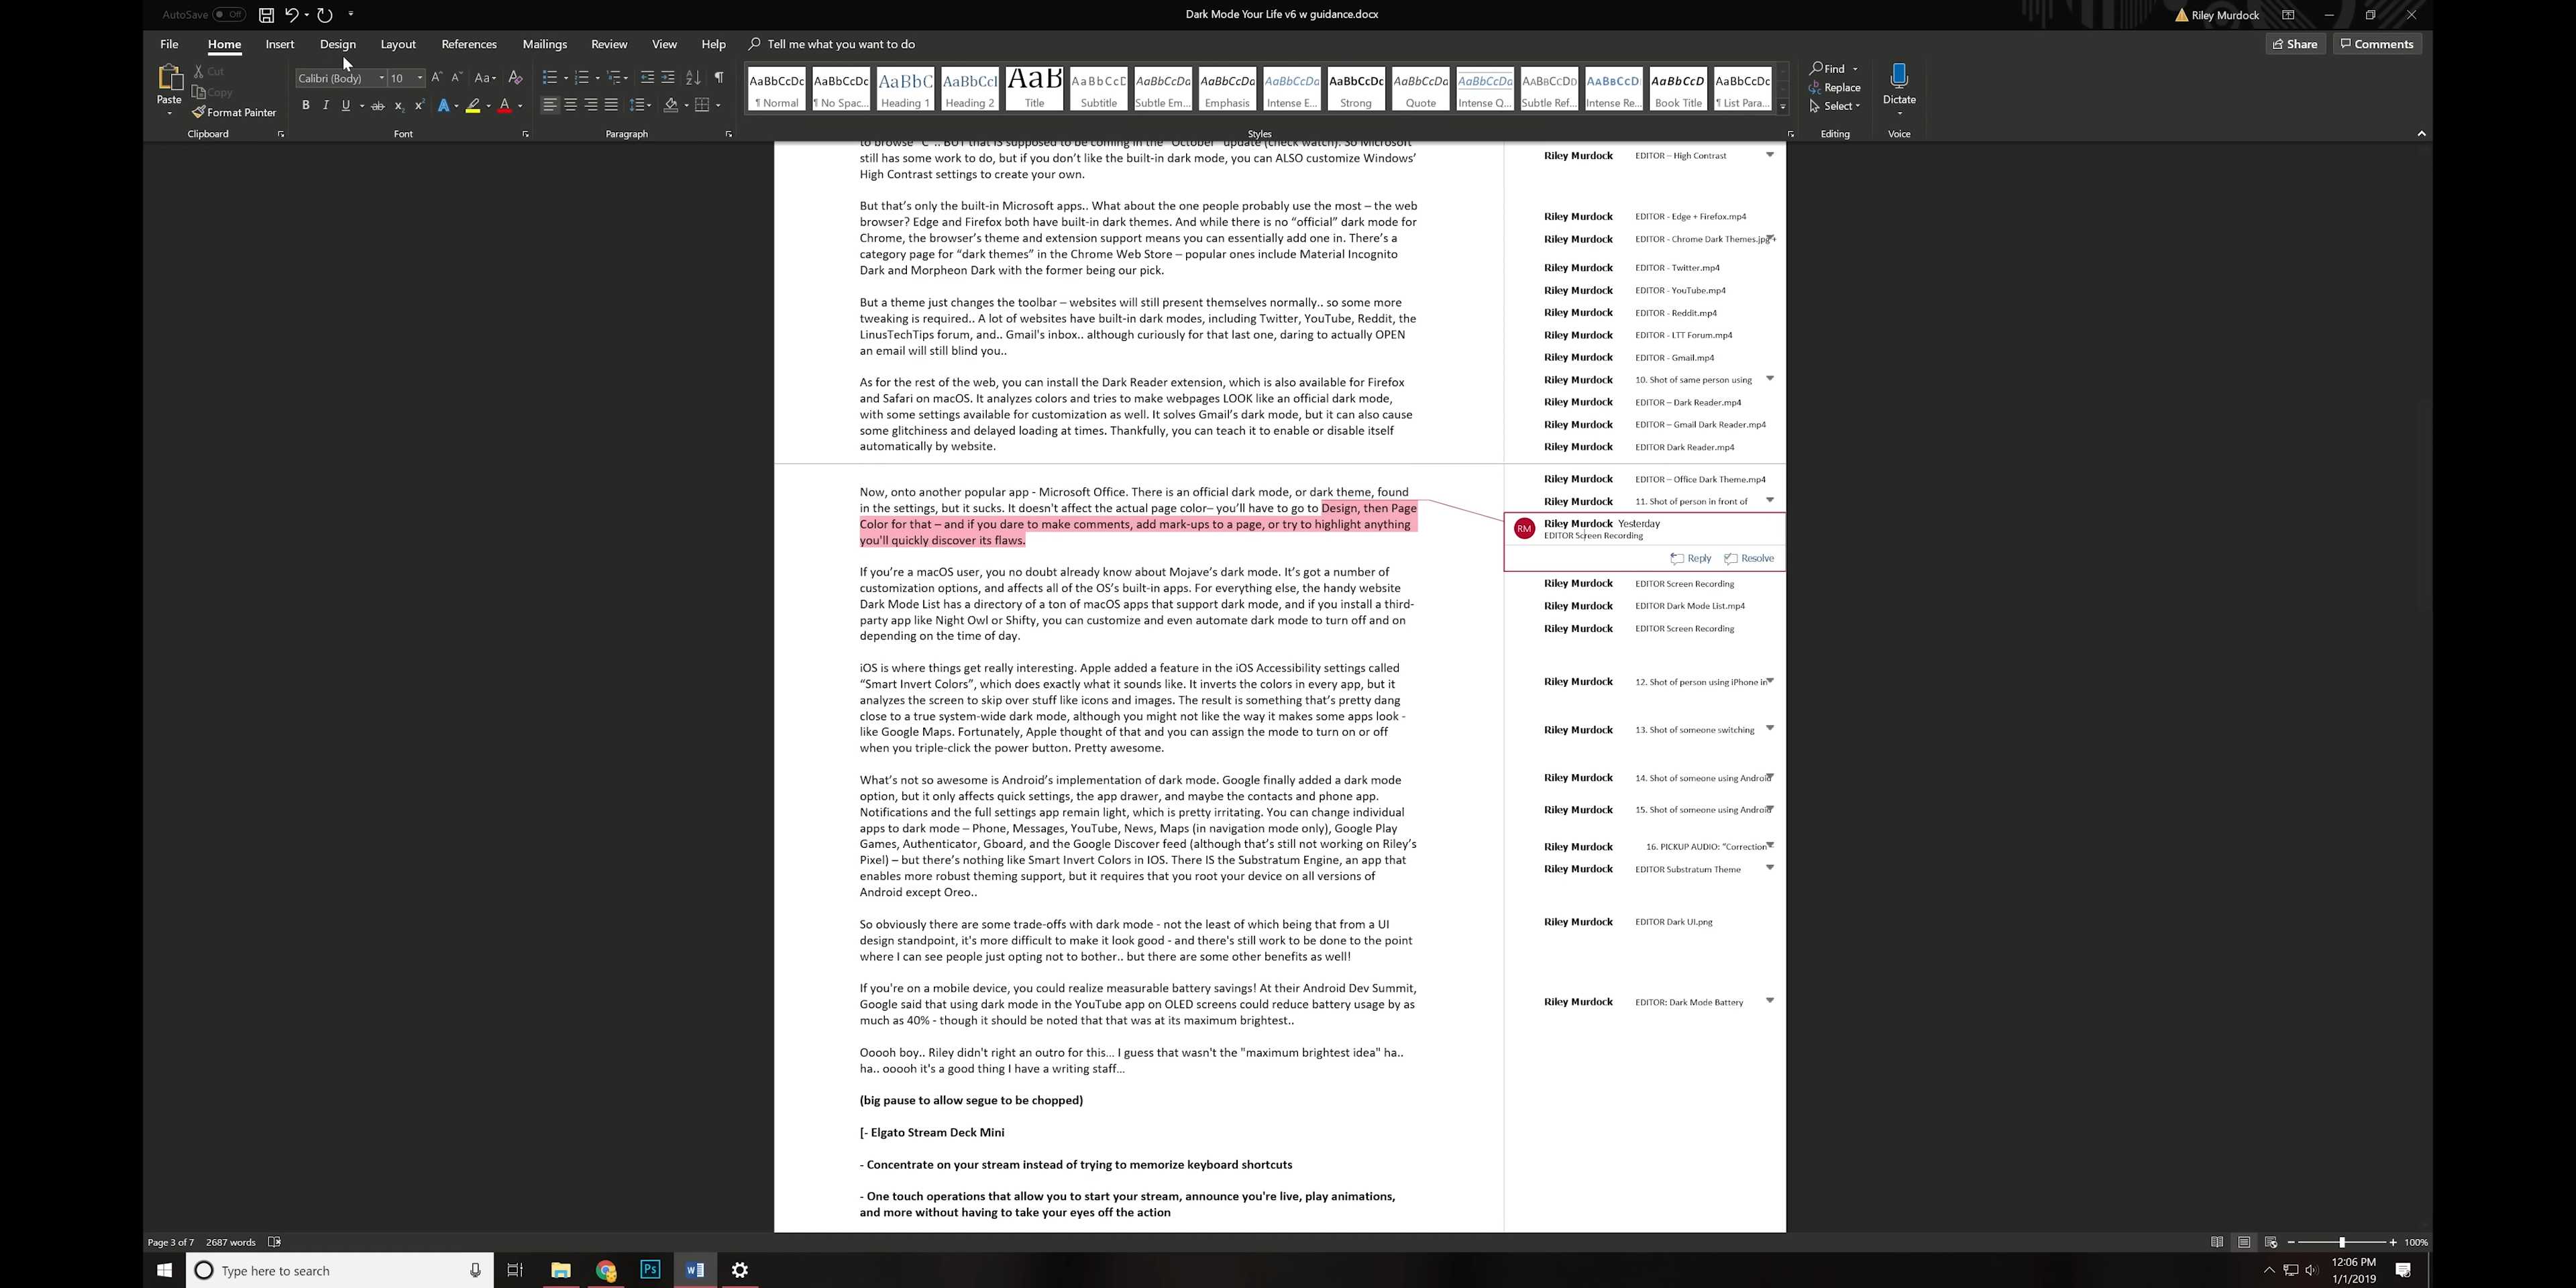 AutoSave Off
Dark Mode Your Life v6 w guidance.docx
Riley Murdock
File Home Insert Design Layout References Mailings Review View Help Tell me what you want to do
Share Comments
Paste Cut
Copy
Format Painter
Clipboard
Calibri (Body) 10
Font
Paragraph
AaBbCcDc AaBbCcDc AaBbC AaBbCcI AaB AaBbCcD AaBbCcDc AaBbCcDc AaBbCcDc AaBbCcDc AaBbCcDc AaBbCcDc AaBbCcDd AaBbCcD AaBbCcD AaBbCcDc
¶ Normal ¶ No Spac... Heading 1 Heading 2 Title Subtitle Subtle Em... Emphasis Intense E... Strong Quote Intense Q... Subtle Ref... Intense Re... Book Title ¶ List Para...
Styles
Find
Replace
Select
Editing
Dictate
Voice
to browse "C".. BUT that IS supposed to be coming in the "October" update (check watch). So Microsoft
still has some work to do, but if you don't like the built-in dark mode, you can ALSO customize Windows'
High Contrast settings to create your own.
But that's only the built-in Microsoft apps.. What about the one people probably use the most – the web
browser? Edge and Firefox both have built-in dark themes. And while there is no "official" dark mode for
Chrome, the browser's theme and extension support means you can essentially add one in. There's a
category page for "dark themes" in the Chrome Web Store – popular ones include Material Incognito
Dark and Morpheon Dark with the former being our pick.
But a theme just changes the toolbar – websites will still present themselves normally.. so some more
tweaking is required.. A lot of websites have built-in dark modes, including Twitter, YouTube, Reddit, the
LinusTechTips forum, and.. Gmail's inbox.. although curiously for that last one, daring to actually OPEN
an email will still blind you..
As for the rest of the web, you can install the Dark Reader extension, which is also available for Firefox
and Safari on macOS. It analyzes colors and tries to make webpages LOOK like an official dark mode,
with some settings available for customization as well. It solves Gmail's dark mode, but it can also cause
some glitchiness and delayed loading at times. Thankfully, you can teach it to enable or disable itself
automatically by website.
Now, onto another popular app - Microsoft Office. There is an official dark mode, or dark theme, found
in the settings, but it sucks. It doesn't affect the actual page color– you'll have to go to Design, then Page
Color for that – and if you dare to make comments, add mark-ups to a page, or try to highlight anything
you'll quickly discover its flaws.
If you're a macOS user, you no doubt already know about Mojave's dark mode. It's got a number of
customization options, and affects all of the OS's built-in apps. For everything else, the handy website
Dark Mode List has a directory of a ton of macOS apps that support dark mode, and if you install a third-
party app like Night Owl or Shifty, you can customize and even automate dark mode to turn off and on
depending on the time of day.
iOS is where things get really interesting. Apple added a feature in the iOS Accessibility settings called
"Smart Invert Colors", which does exactly what it sounds like. It inverts the colors in every app, but it
analyzes the screen to skip over stuff like icons and images. The result is something that's pretty dang
close to a true system-wide dark mode, although you might not like the way it makes some apps look -
like Google Maps. Fortunately, Apple thought of that and you can assign the mode to turn on or off
when you triple-click the power button. Pretty awesome.
What's not so awesome is Android's implementation of dark mode. Google finally added a dark mode
option, but it only affects quick settings, the app drawer, and maybe the contacts and phone app.
Notifications and the full settings app remain light, which is pretty irritating. You can change individual
apps to dark mode – Phone, Messages, YouTube, News, Maps (in navigation mode only), Google Play
Games, Authenticator, Gboard, and the Google Discover feed (although that's still not working on Riley's
Pixel) – but there's nothing like Smart Invert Colors in IOS. There IS the Substratum Engine, an app that
enables more robust theming support, but it requires that you root your device on all versions of
Android except Oreo..
So obviously there are some trade-offs with dark mode - not the least of which being that from a UI
design standpoint, it's more difficult to make it look good - and there's still work to be done to the point
where I can see people just opting not to bother.. but there are some other benefits as well!
If you're on a mobile device, you could realize measurable battery savings! At their Android Dev Summit,
Google said that using dark mode in the YouTube app on OLED screens could reduce battery usage by as
much as 40% - though it should be noted that that was at its maximum brightest..
Ooooh boy.. Riley didn't right an outro for this... I guess that wasn't the "maximum brightest idea" ha..
ha.. ooooh it's a good thing I have a writing staff...
(big pause to allow segue to be chopped)
[- Elgato Stream Deck Mini
- Concentrate on your stream instead of trying to memorize keyboard shortcuts
- One touch operations that allow you to start your stream, announce you're live, play animations,
and more without having to take your eyes off the action
Riley Murdock EDITOR – High Contrast
Riley Murdock EDITOR - Edge + Firefox.mp4
Riley Murdock EDITOR - Chrome Dark Themes.jpg +
Riley Murdock EDITOR - Twitter.mp4
Riley Murdock EDITOR - YouTube.mp4
Riley Murdock EDITOR - Reddit.mp4
Riley Murdock EDITOR - LTT Forum.mp4
Riley Murdock EDITOR - Gmail.mp4
Riley Murdock 10. Shot of same person using
Riley Murdock EDITOR – Dark Reader.mp4
Riley Murdock EDITOR – Gmail Dark Reader.mp4
Riley Murdock EDITOR Dark Reader.mp4
Riley Murdock EDITOR – Office Dark Theme.mp4
Riley Murdock 11. Shot of person in front of
RM Riley Murdock Yesterday
EDITOR Screen Recording
Reply Resolve
Riley Murdock EDITOR Screen Recording
Riley Murdock EDITOR Dark Mode List.mp4
Riley Murdock EDITOR Screen Recording
Riley Murdock 12. Shot of person using iPhone in
Riley Murdock 13. Shot of someone switching
Riley Murdock 14. Shot of someone using Android
Riley Murdock 15. Shot of someone using Android
Riley Murdock 16. PICKUP AUDIO: "Correction
Riley Murdock EDITOR Substratum Theme
Riley Murdock EDITOR Dark UI.png
Riley Murdock EDITOR: Dark Mode Battery
Page 3 of 7 2687 words
100%
Type here to search
Ps
12:06 PM
1/1/2019